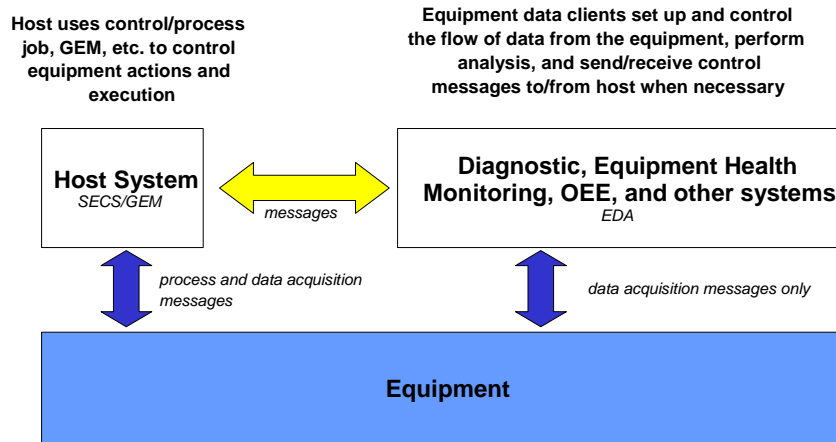 Host uses control/process
job, GEM, etc. to control
equipment actions and
execution
Equipment data clients set up and control
the flow of data from the equipment, perform
analysis, and send/receive control
messages to/from host when necessary
Host System
SECS/GEM
messages
Diagnostic, Equipment Health
Monitoring, OEE, and other systems
EDA
process and data acquisition
messages
data acquisition messages only
Equipment